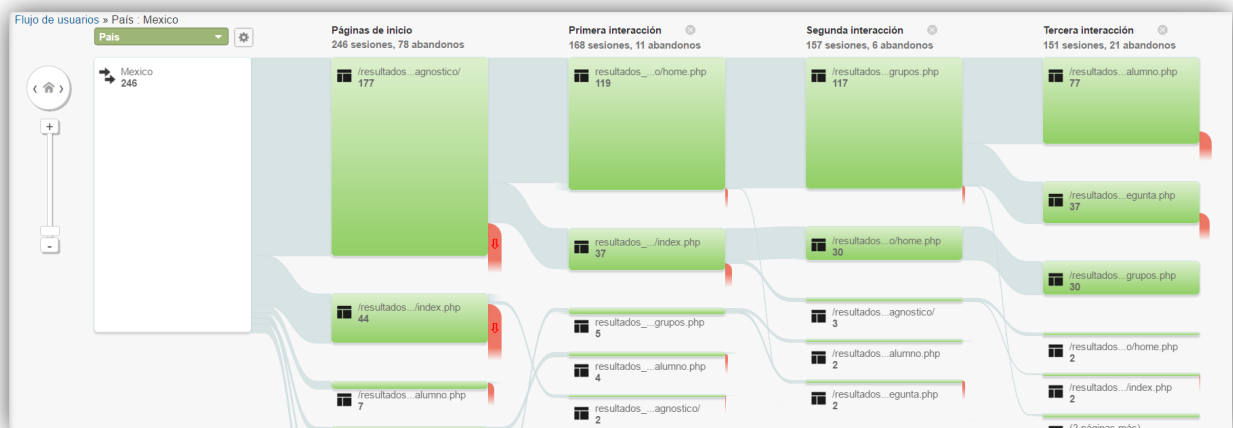 Flujo de usuarios » País : Mexico
País
Páginas de inicio
246 sesiones, 78 abandonos
Primera interacción
168 sesiones, 11 abandonos
Segunda interacción
157 sesiones, 6 abandonos
Tercera interacción
151 sesiones, 21 abandonos
Mexico
246
/resultados...agnostico/
177
/resultados.../index.php
44
/resultados...alumno.php
7
resultados_...o/home.php
119
resultados_.../index.php
37
resultados_...grupos.php
5
resultados_...alumno.php
4
resultados_...agnostico/
2
/resultados...grupos.php
117
/resultados...o/home.php
30
/resultados...agnostico/
3
/resultados...alumno.php
2
/resultados...egunta.php
2
/resultados...alumno.php
77
/resultados...egunta.php
37
/resultados...grupos.php
30
/resultados...o/home.php
2
/resultados.../index.php
2
páginas más)